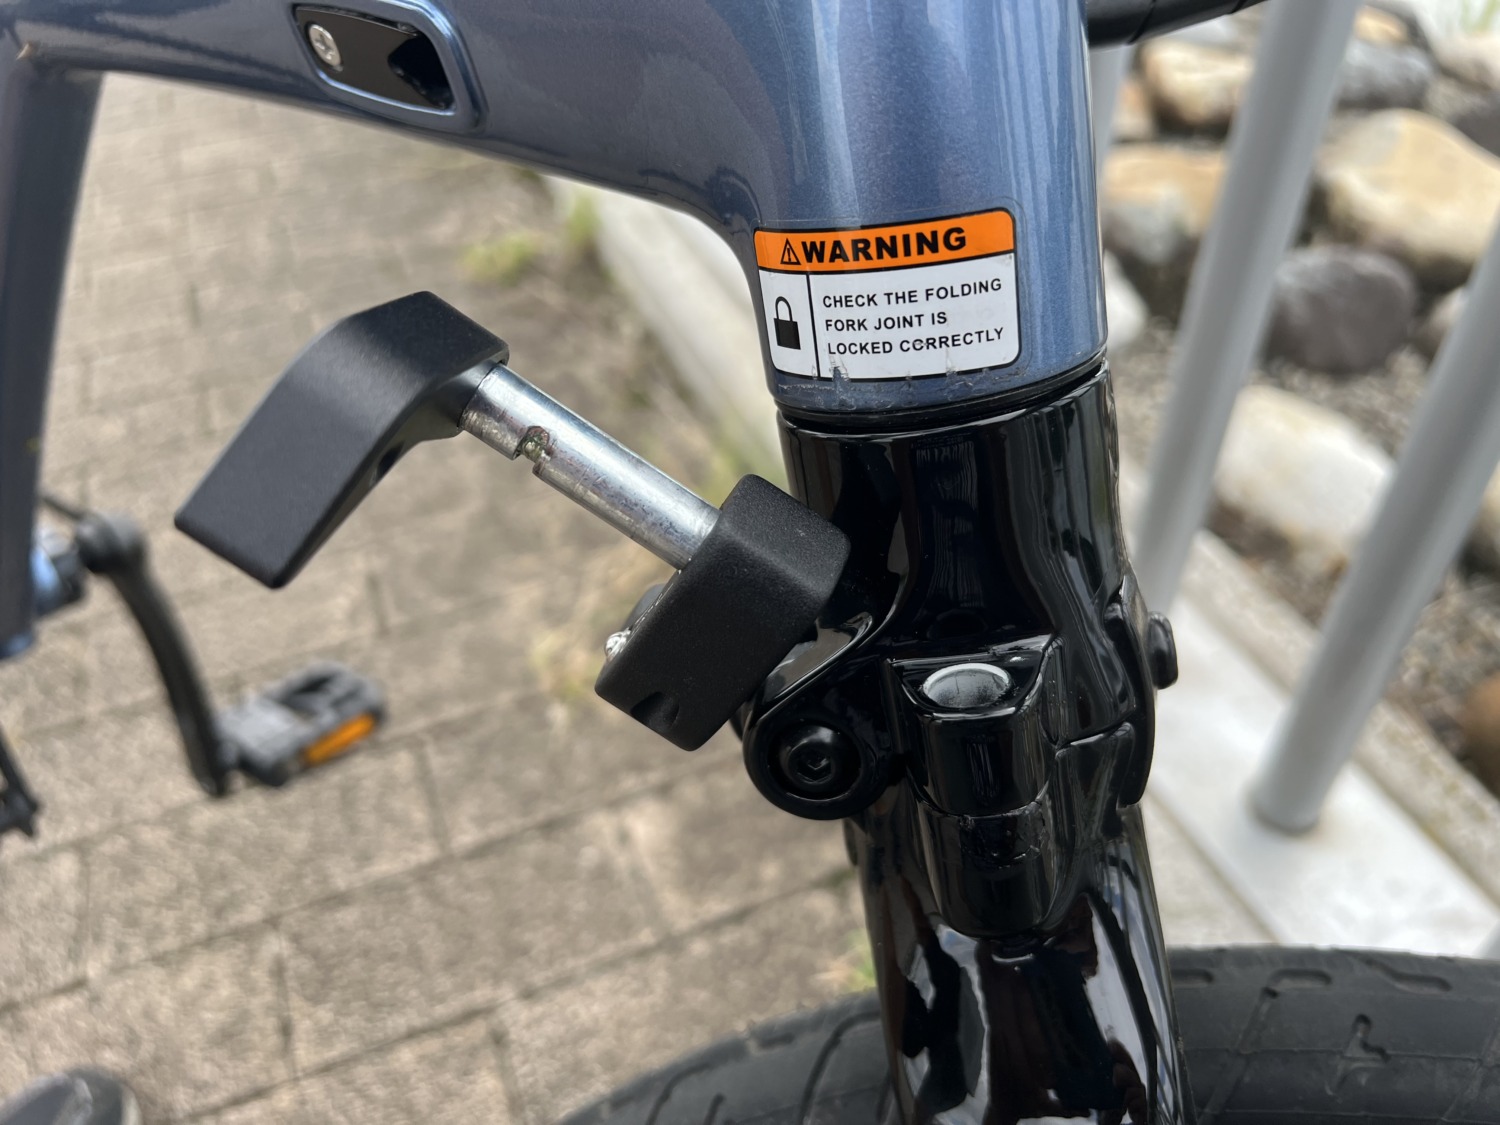 WARNING
CHECK THE FOLDING
FORK JOINT IS
LOCKED CORRECTLY